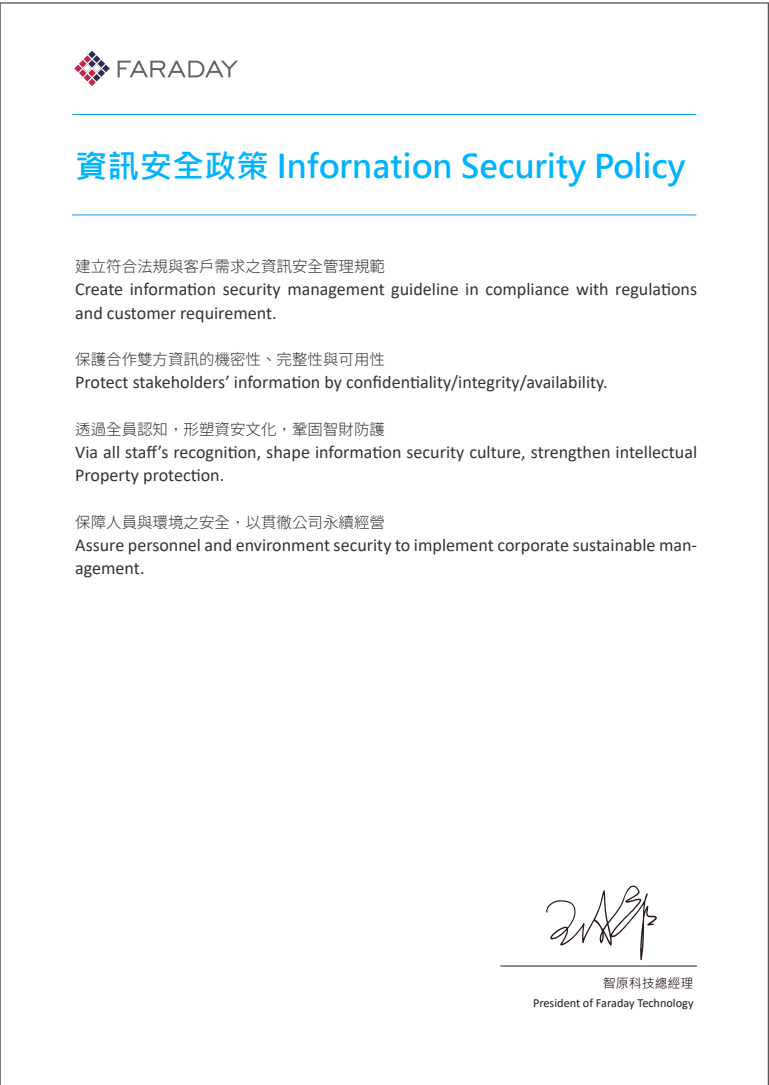 FARADAY
資訊安全政策 Infornation Security Policy
建立符合法規與客戶需求之資訊安全管理規範
Create information security management guideline in compliance with regulations
and customer requirement.
保護合作雙方資訊的機密性、完整性與可用性
Protect stakeholders’ information by confidentiality/integrity/availability.
透過全員認知，形塑資安文化，鞏固智財防護
Via all staff’s recognition, shape information security culture, strengthen intellectual
Property protection.
保障人員與環境之安全，以貫徹公司永續經營
Assure personnel and environment security to implement corporate sustainable man-
agement.
智原科技總經理
President of Faraday Technology